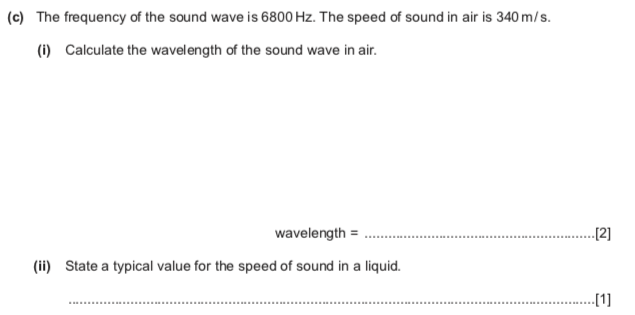 (c) The frequency of the sound wave is 6800 Hz. The speed of sound in air is 340 m/s.
(i) Calculate the wavelength of the sound wave in air.
wavelength = ..........................................................[2]
(ii) State a typical value for the speed of sound in a liquid.
....................................................................................................................................[1]